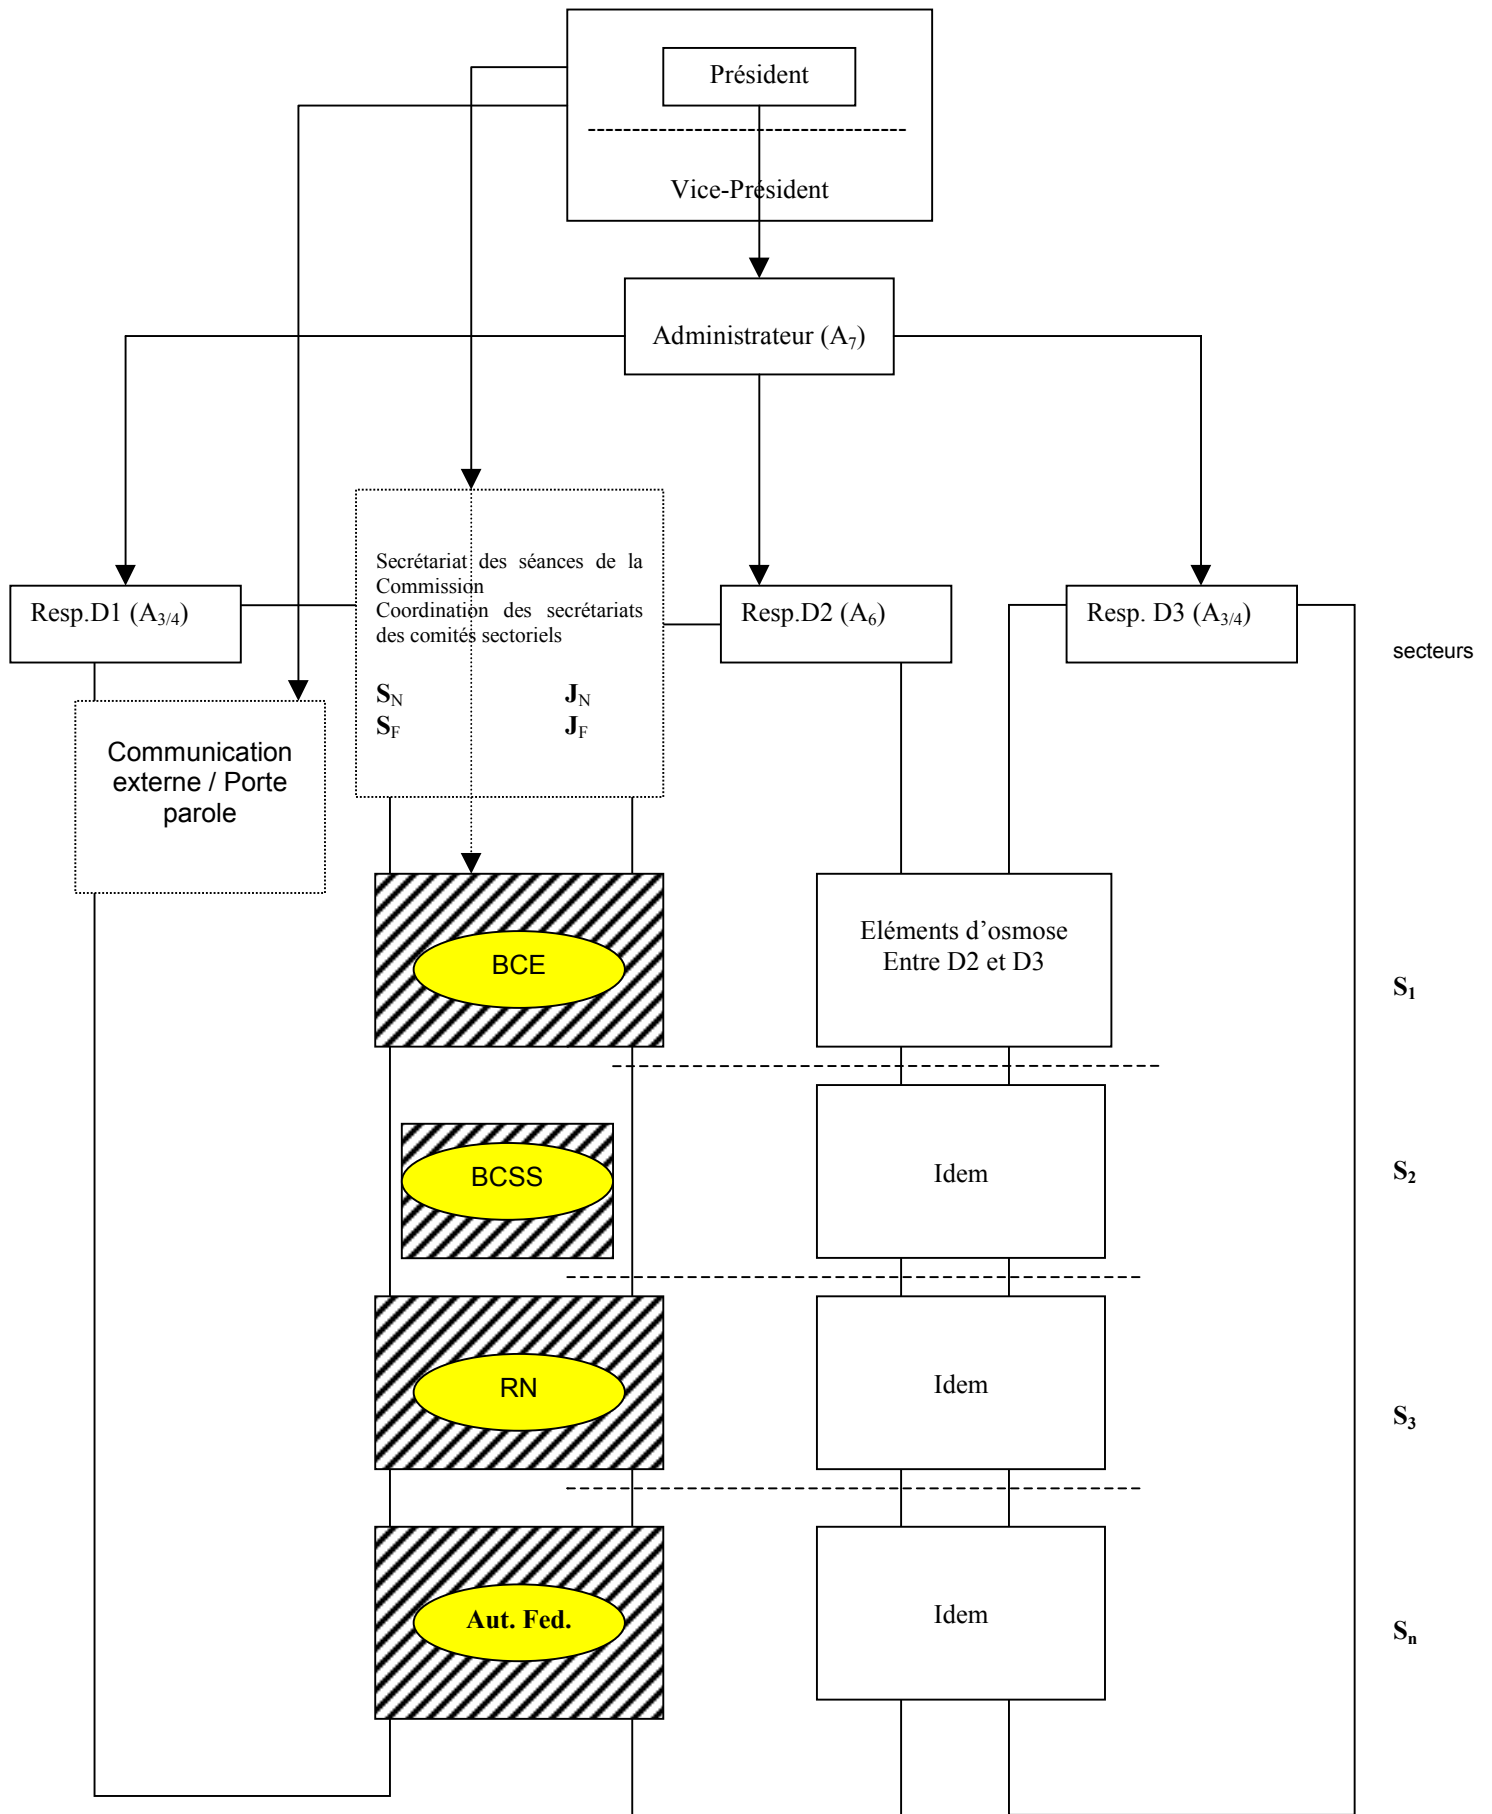 Président
Vice-Président
Administrateur (A7)
Secrétariat des séances de la
Commission
Coordination des secrétariats
des comités sectoriels
SN JN
SF JF
Resp.D1 (A3/4)
Resp.D2 (A6)
Resp. D3 (A3/4)
secteurs
Communication
externe / Porte
parole
BCE
Eléments d’osmose
Entre D2 et D3
S1
BCSS
Idem
S2
RN
Idem
S3
Aut. Fed.
Idem
Sn